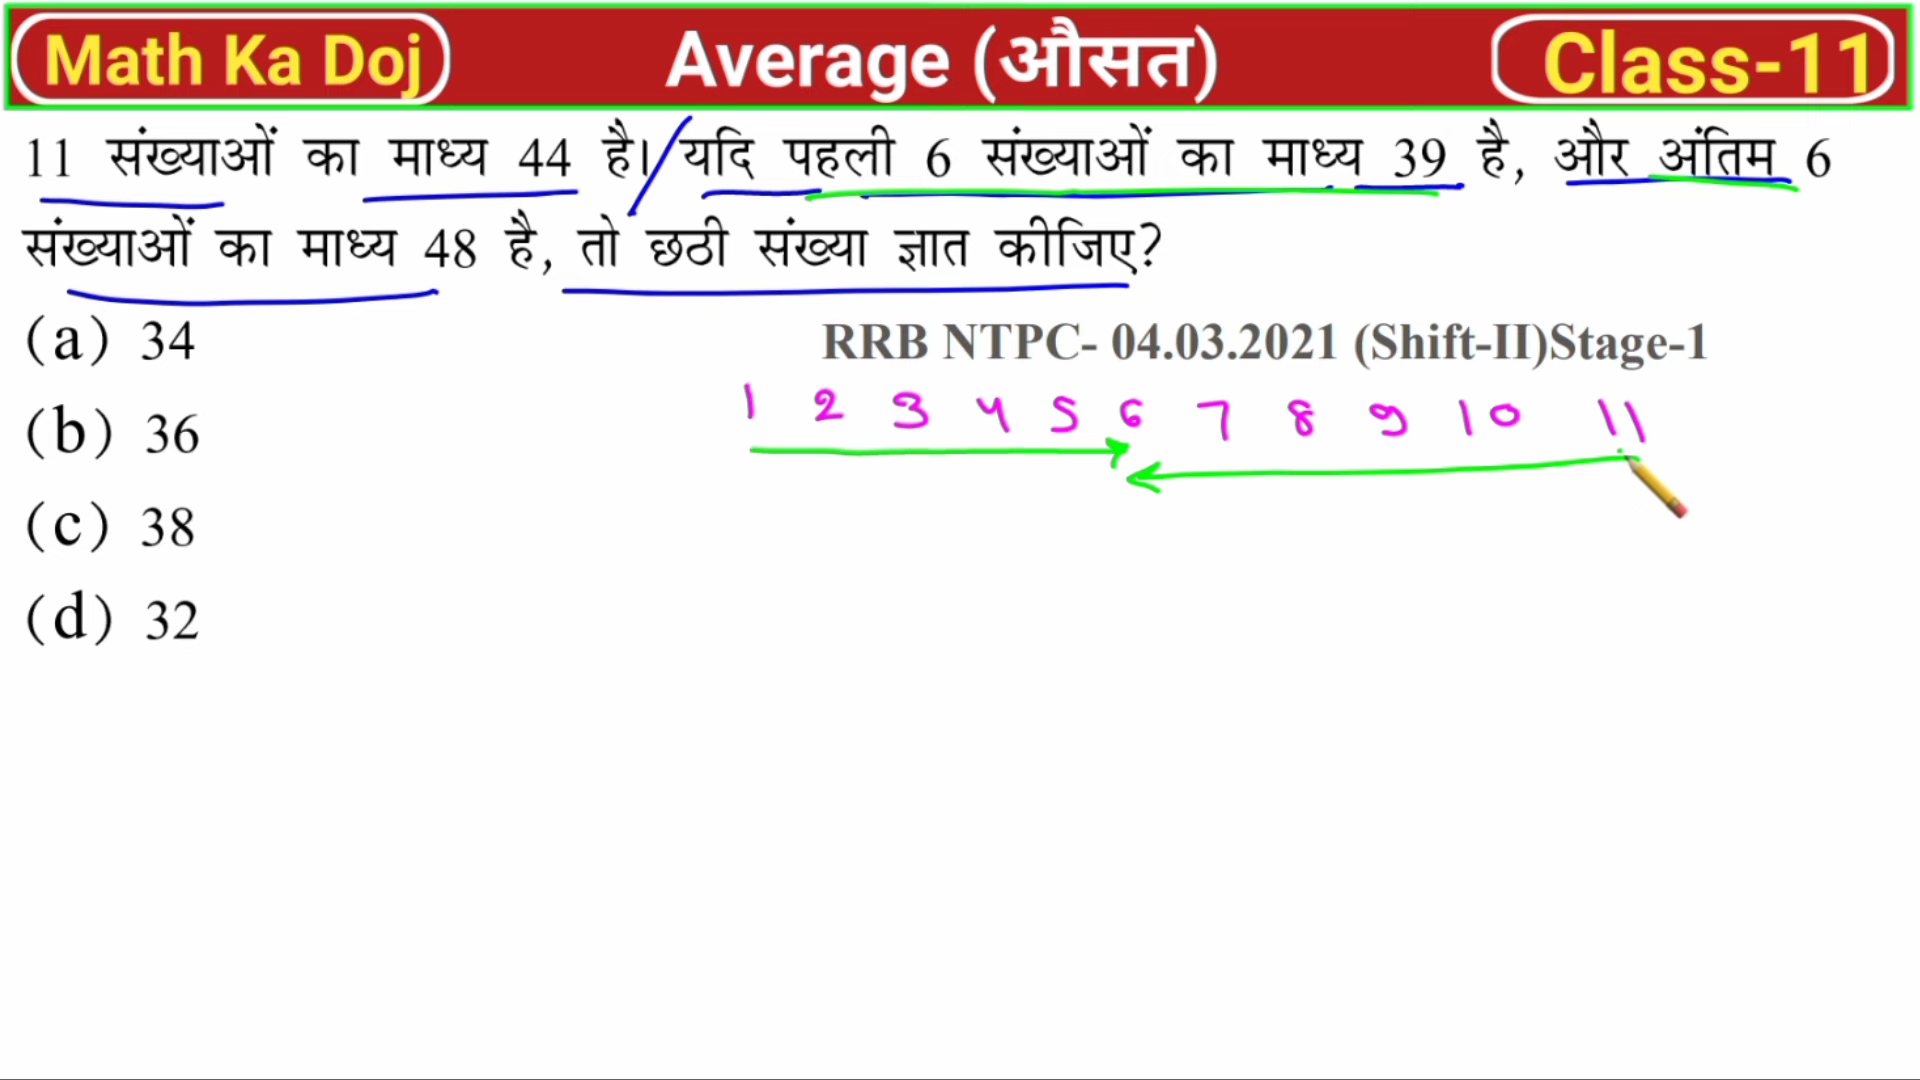 Math Ka Doj
Average (औसत)
Class-11
11 संख्याओं का माध्य 44 है। यदि पहली 6 संख्याओं का माध्य 39 है, और अंतिम 6
संख्याओं का माध्य 48 है, तो छठी संख्या ज्ञात कीजिए?
(a) 34
RRB NTPC- 04.03.2021 (Shift-II)Stage-1
1 2 3 4 5 6 7 8 9 10 11
(b) 36
(c) 38
(d) 32